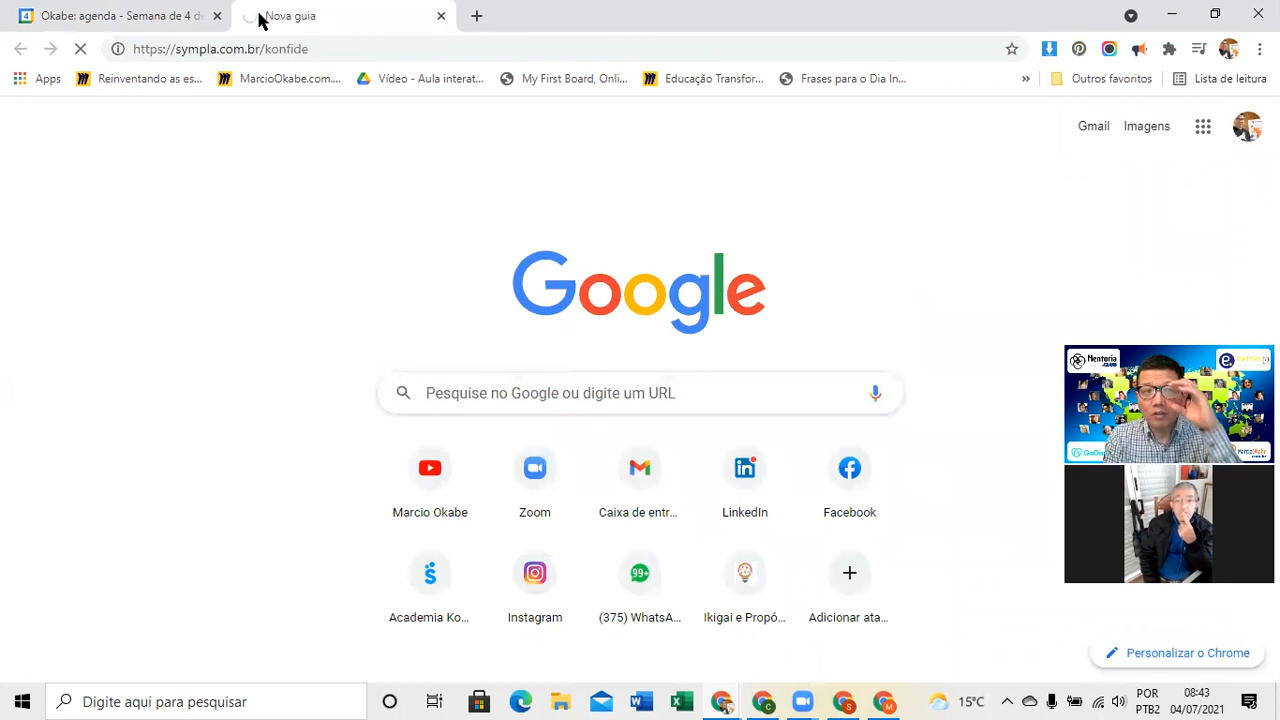 Okabe: agenda - Semana de 4 de
Nova guia
https://sympla.com.br/konfide
Apps
Reinventando as es...
MarcioOkabe.com....
Vídeo - Aula interat...
My First Board, Onli...
Educação Transfor...
Frases para o Dia In...
»
Outros favoritos
Lista de leitura
Gmail
Imagens
Google
Pesquise no Google ou digite um URL
Marcio Okabe
Zoom
Caixa de entr...
LinkedIn
Facebook
99+
Academia Ko...
Instagram
(375) WhatsA...
Ikigai e Propó...
Adicionar ata...
Mentoria
CLUB
Personalizar o Chrome
Digite aqui para pesquisar
15°C
POR
PTB2
08:43
04/07/2021